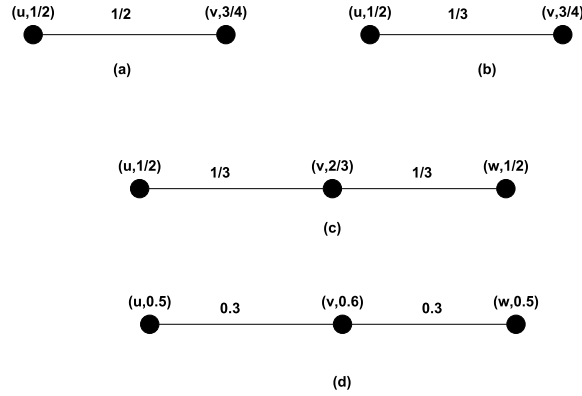 (u,1/2) 1/2 (v,3/4) (u,1/2) 1/3 (v,3/4)
(a) (b)
(u,1/2) 1/3 (v,2/3) 1/3 (w,1/2)
(c)
(u,0.5) 0.3 (v,0.6) 0.3 (w,0.5)
(d)